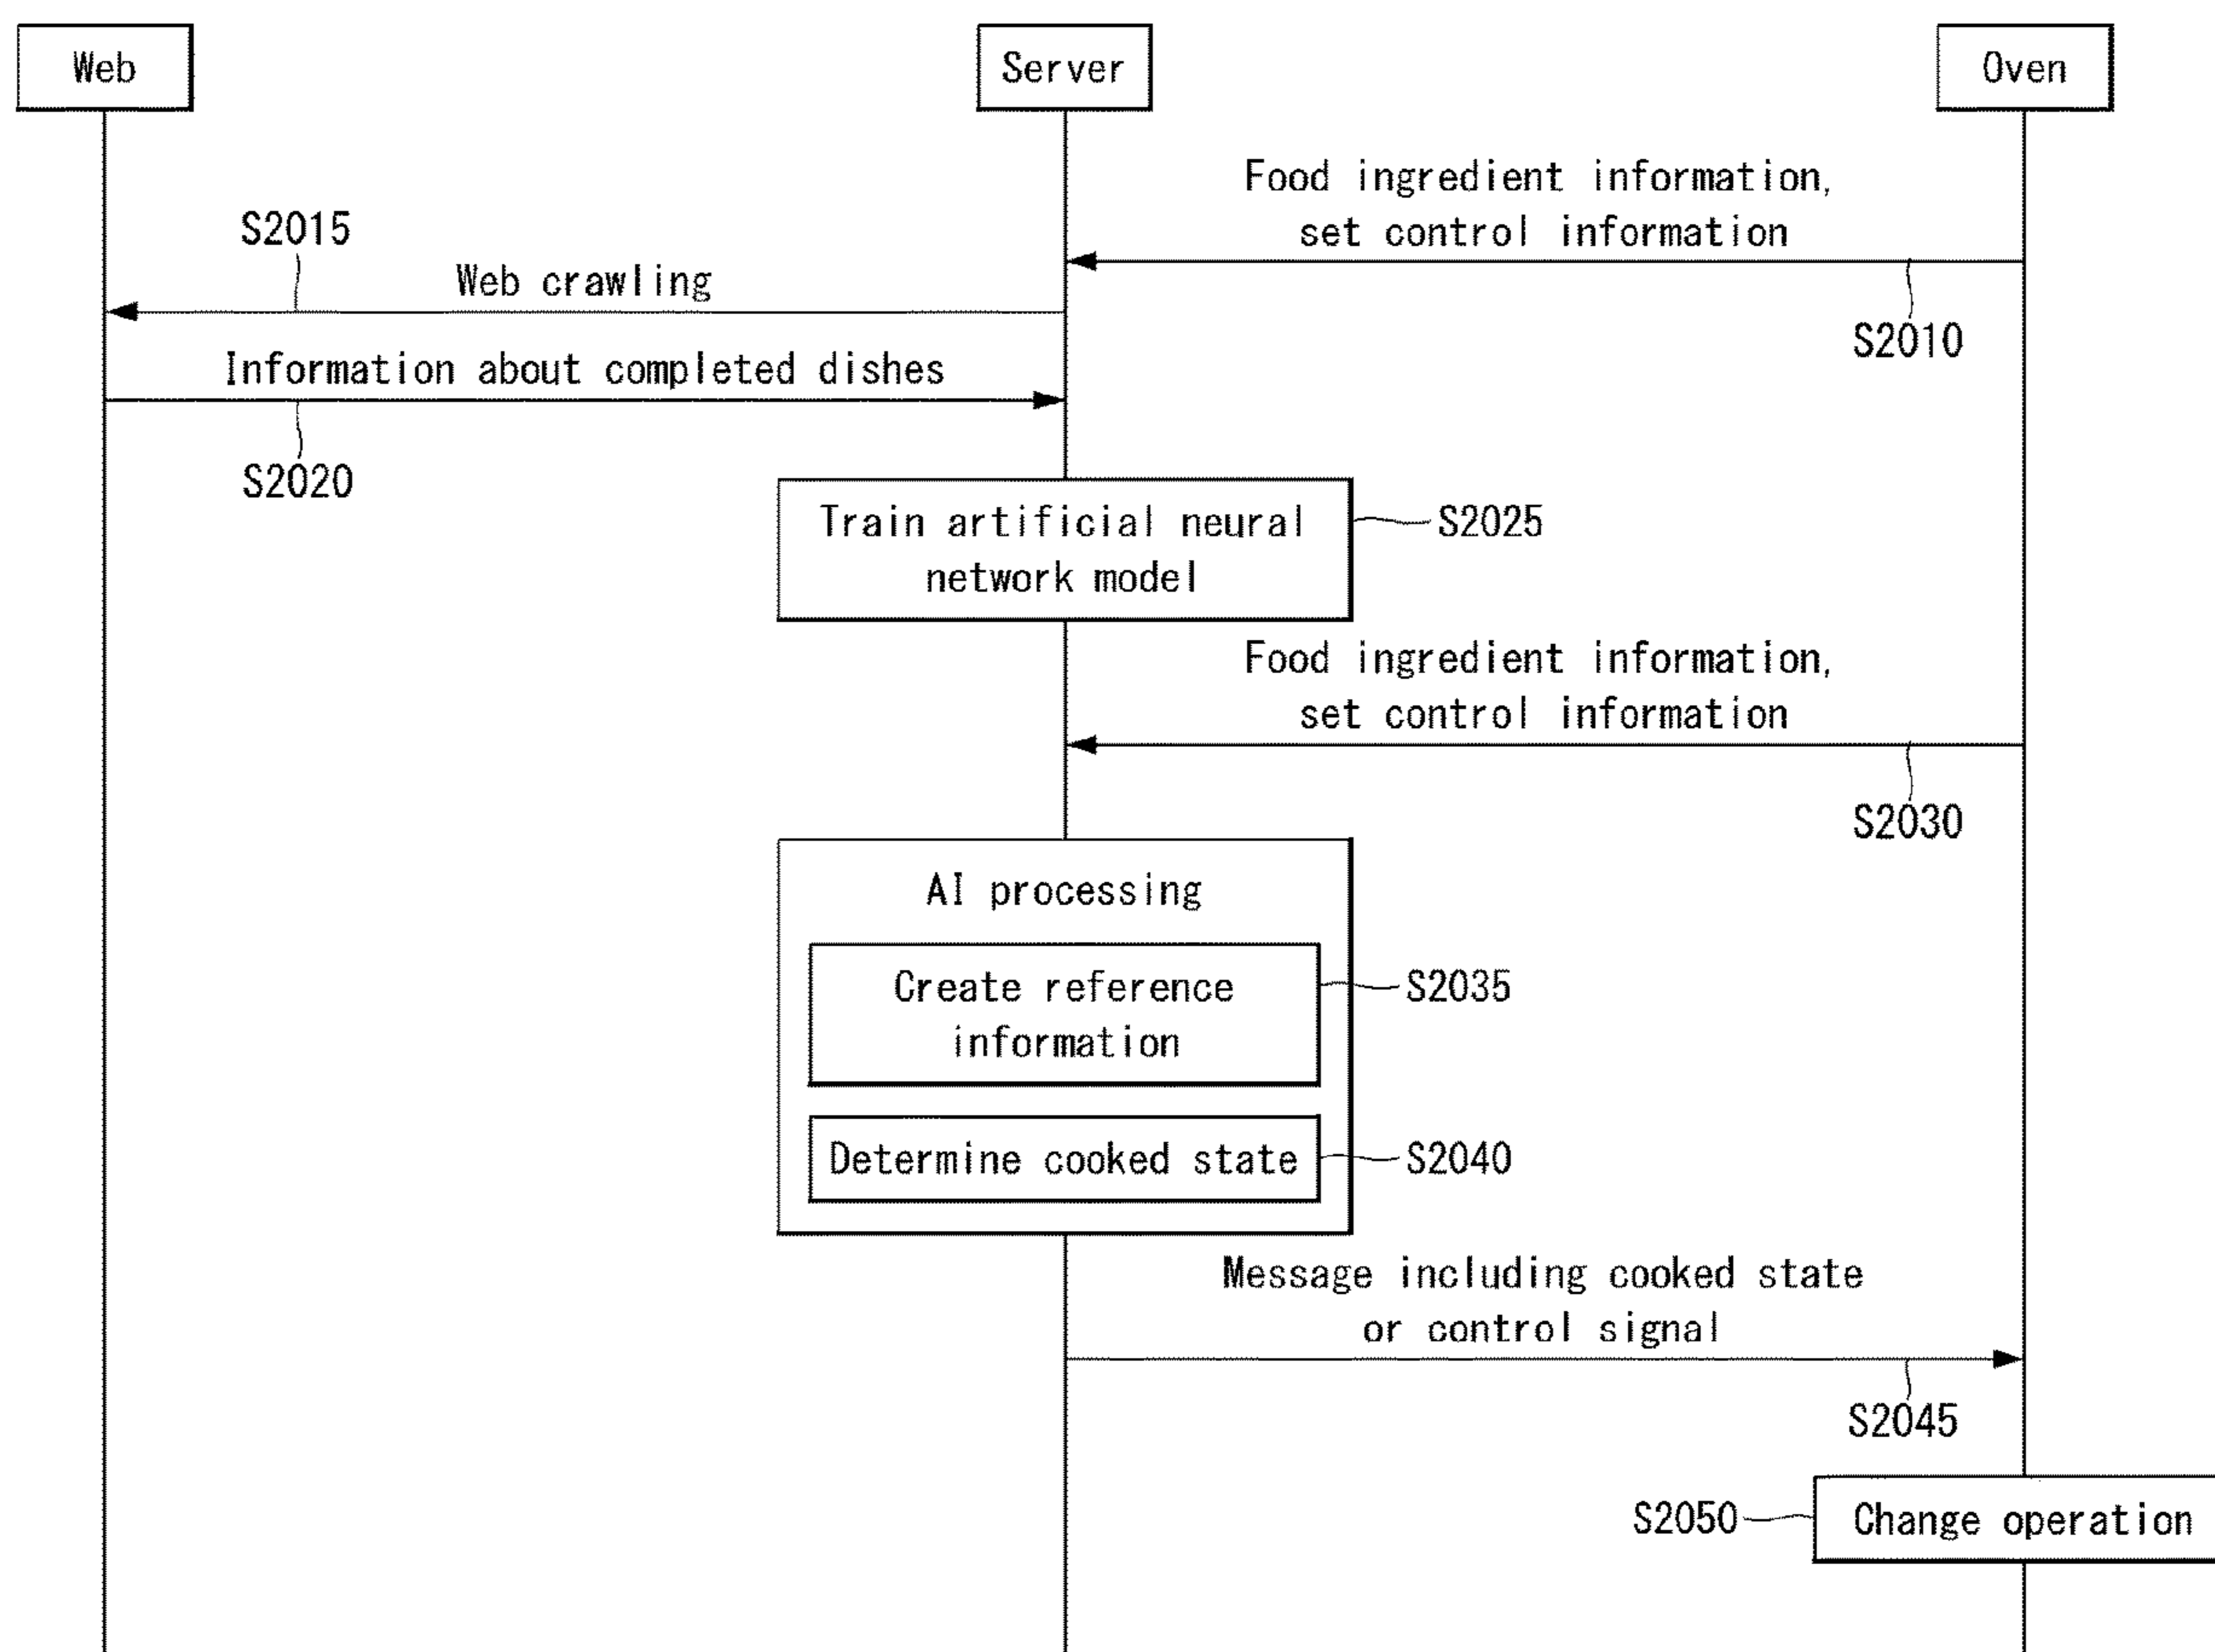 Web
Server
Oven
Food ingredient information,
set control information
S2010
S2015
Web crawling
Information about completed dishes
S2020
Train artificial neural
network model
S2025
Food ingredient information,
set control information
S2030
AI processing
Create reference
information
S2035
Determine cooked state
S2040
Message including cooked state
or control signal
S2045
S2050
Change operation